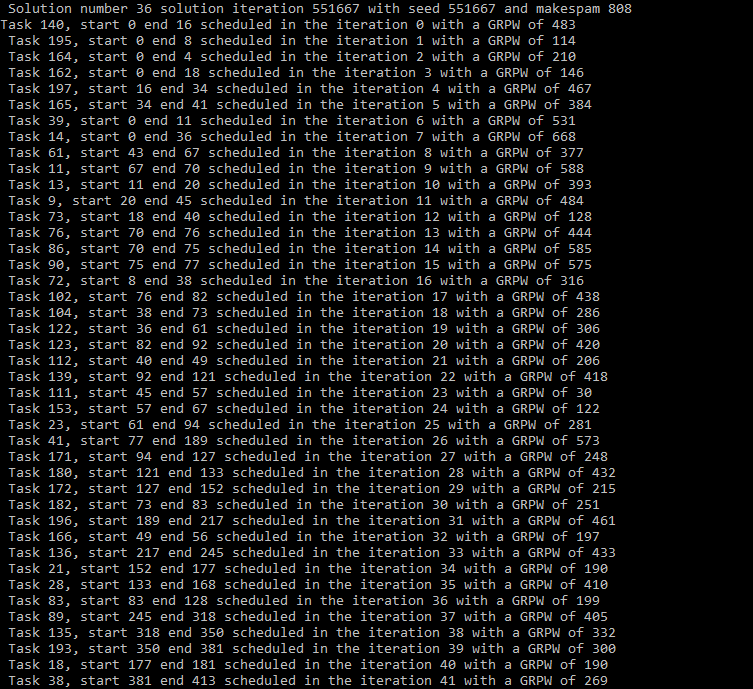 Solution number 36 solution iteration 551667 with seed 551667 and makespam 808
Task 140, start 0 end 16 scheduled in the iteration 0 with a GRPW of 483
Task 195, start 0 end 8 scheduled in the iteration 1 with a GRPW of 114
Task 164, start 0 end 4 scheduled in the iteration 2 with a GRPW of 210
Task 162, start 0 end 18 scheduled in the iteration 3 with a GRPW of 146
Task 197, start 16 end 34 scheduled in the iteration 4 with a GRPW of 467
Task 165, start 34 end 41 scheduled in the iteration 5 with a GRPW of 384
Task 39, start 0 end 11 scheduled in the iteration 6 with a GRPW of 531
Task 14, start 0 end 36 scheduled in the iteration 7 with a GRPW of 668
Task 61, start 43 end 67 scheduled in the iteration 8 with a GRPW of 377
Task 11, start 67 end 70 scheduled in the iteration 9 with a GRPW of 588
Task 13, start 11 end 20 scheduled in the iteration 10 with a GRPW of 393
Task 9, start 20 end 45 scheduled in the iteration 11 with a GRPW of 484
Task 73, start 18 end 40 scheduled in the iteration 12 with a GRPW of 128
Task 76, start 70 end 76 scheduled in the iteration 13 with a GRPW of 444
Task 86, start 70 end 75 scheduled in the iteration 14 with a GRPW of 585
Task 90, start 75 end 77 scheduled in the iteration 15 with a GRPW of 575
Task 72, start 8 end 38 scheduled in the iteration 16 with a GRPW of 316
Task 102, start 76 end 82 scheduled in the iteration 17 with a GRPW of 438
Task 104, start 38 end 73 scheduled in the iteration 18 with a GRPW of 286
Task 122, start 36 end 61 scheduled in the iteration 19 with a GRPW of 306
Task 123, start 82 end 92 scheduled in the iteration 20 with a GRPW of 420
Task 112, start 40 end 49 scheduled in the iteration 21 with a GRPW of 206
Task 139, start 92 end 121 scheduled in the iteration 22 with a GRPW of 418
Task 111, start 45 end 57 scheduled in the iteration 23 with a GRPW of 30
Task 153, start 57 end 67 scheduled in the iteration 24 with a GRPW of 122
Task 23, start 61 end 94 scheduled in the iteration 25 with a GRPW of 281
Task 41, start 77 end 189 scheduled in the iteration 26 with a GRPW of 573
Task 171, start 94 end 127 scheduled in the iteration 27 with a GRPW of 248
Task 180, start 121 end 133 scheduled in the iteration 28 with a GRPW of 432
Task 172, start 127 end 152 scheduled in the iteration 29 with a GRPW of 215
Task 182, start 73 end 83 scheduled in the iteration 30 with a GRPW of 251
Task 196, start 189 end 217 scheduled in the iteration 31 with a GRPW of 461
Task 166, start 49 end 56 scheduled in the iteration 32 with a GRPW of 197
Task 136, start 217 end 245 scheduled in the iteration 33 with a GRPW of 433
Task 21, start 152 end 177 scheduled in the iteration 34 with a GRPW of 190
Task 28, start 133 end 168 scheduled in the iteration 35 with a GRPW of 410
Task 83, start 83 end 128 scheduled in the iteration 36 with a GRPW of 199
Task 89, start 245 end 318 scheduled in the iteration 37 with a GRPW of 405
Task 135, start 318 end 350 scheduled in the iteration 38 with a GRPW of 332
Task 193, start 350 end 381 scheduled in the iteration 39 with a GRPW of 300
Task 18, start 177 end 181 scheduled in the iteration 40 with a GRPW of 190
Task 38, start 381 end 413 scheduled in the iteration 41 with a GRPW of 269